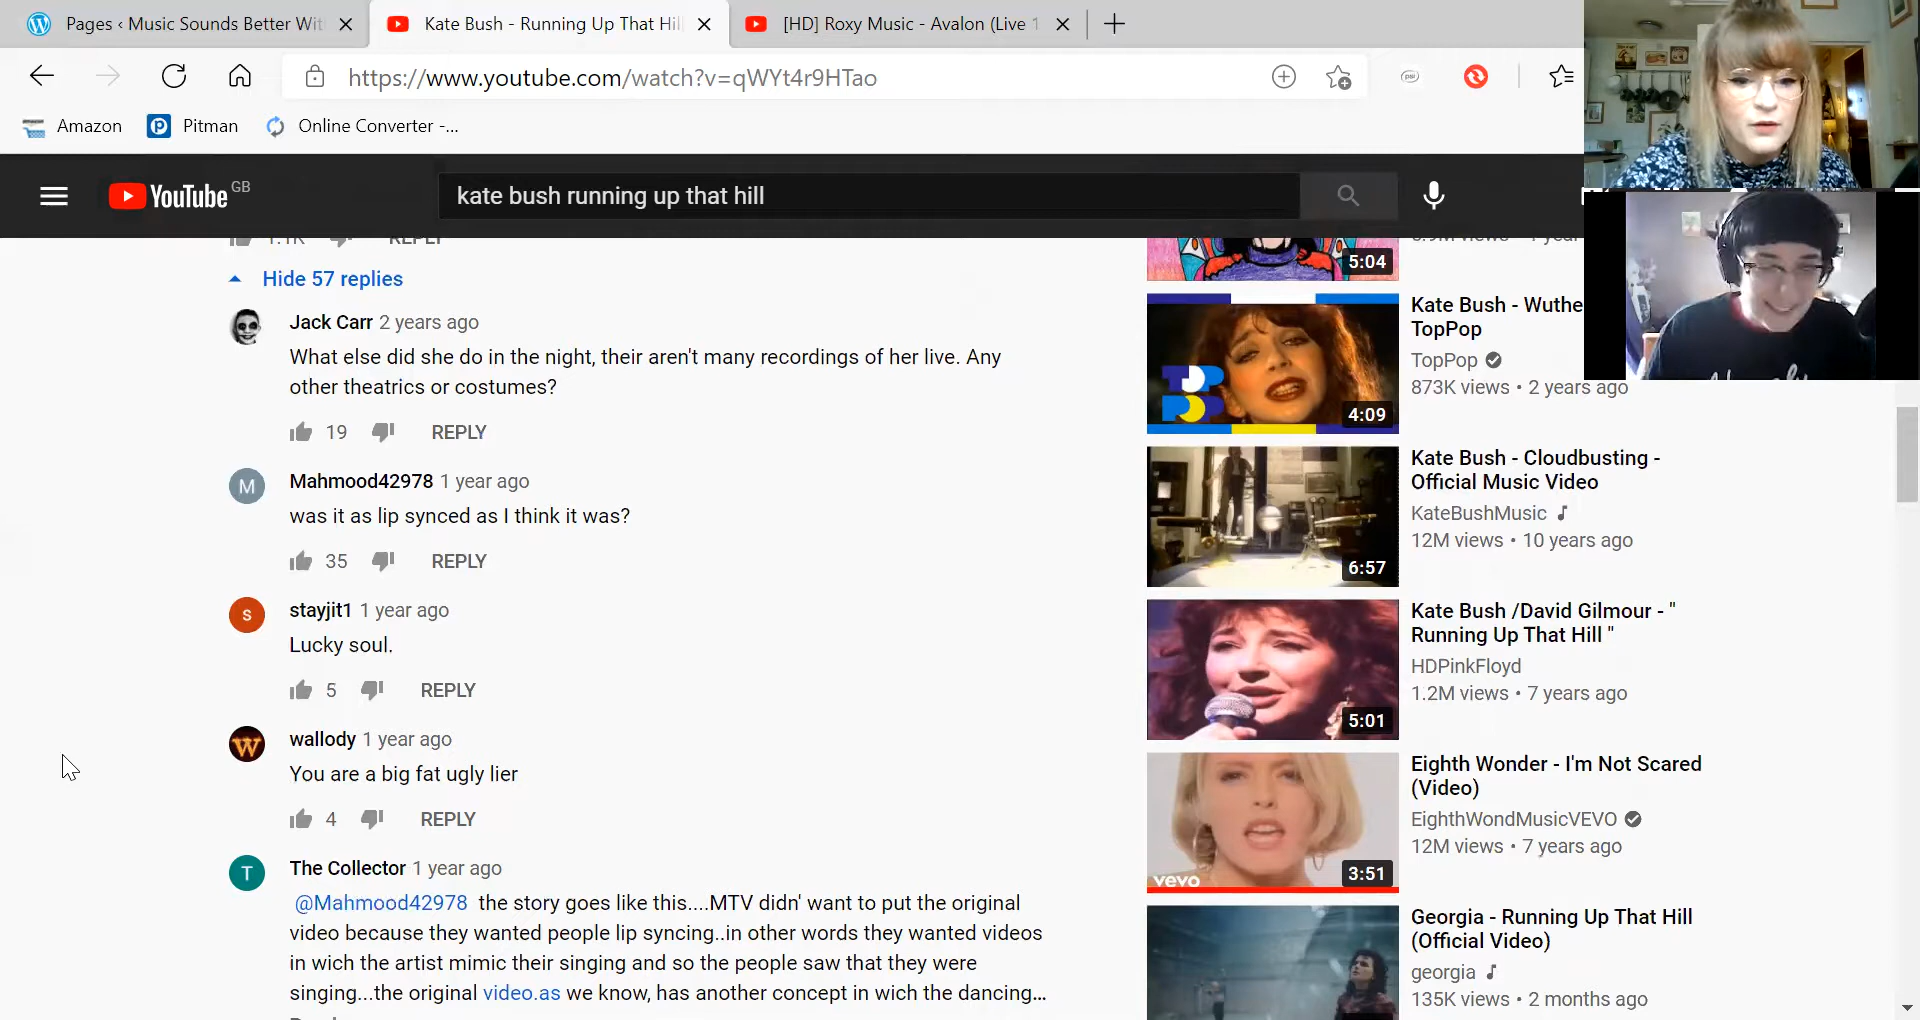 Pages ‹ Music Sounds Better Wit
Kate Bush - Running Up That Hil
[HD] Roxy Music - Avalon (Live 1
https://www.youtube.com/watch?v=qWYt4r9HTao
psi
Amazon
Pitman
Online Converter -...
YouTube GB
kate bush running up that hill
1.1K REPLY
Hide 57 replies
Jack Carr 2 years ago
What else did she do in the night, their aren't many recordings of her live. Any
other theatrics or costumes?
19 REPLY
M
Mahmood42978 1 year ago
was it as lip synced as I think it was?
35 REPLY
s
stayjit1 1 year ago
Lucky soul.
5 REPLY
W
wallody 1 year ago
You are a big fat ugly lier
4 REPLY
T
The Collector 1 year ago
@Mahmood42978 the story goes like this....MTV didn' want to put the original
video because they wanted people lip syncing..in other words they wanted videos
in wich the artist mimic their singing and so the people saw that they were
singing...the original video.as we know, has another concept in wich the dancing...
5:04
Kate Bush - Wuthe
TopPop
TopPop
873K views • 2 years ago
TOP
POP
4:09
Kate Bush - Cloudbusting -
Official Music Video
KateBushMusic
12M views • 10 years ago
6:57
Kate Bush /David Gilmour - "
Running Up That Hill "
HDPinkFloyd
1.2M views • 7 years ago
5:01
Eighth Wonder - I'm Not Scared
(Video)
EighthWondMusicVEVO
12M views • 7 years ago
vevo
3:51
Georgia - Running Up That Hill
(Official Video)
georgia
135K views • 2 months ago